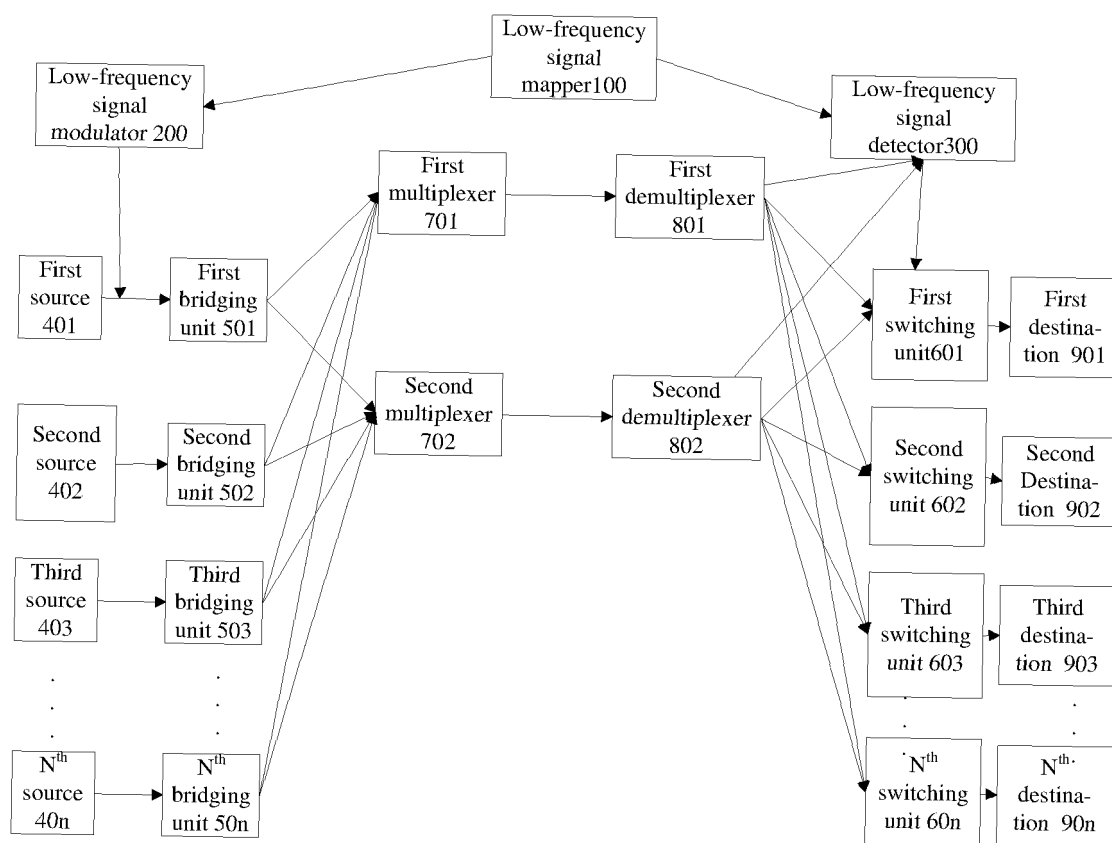 Low-frequency
signal
mapper100
Low-frequency
signal
modulator 200
Low-frequency
signal
detector300
First
multiplexer
701
First
demultiplexer
801
First
source
401
First
bridging
unit 501
First
switching
unit601
First
destina-
tion 901
Second
multiplexer
702
Second
demultiplexer
802
Second
source
402
Second
bridging
unit 502
Second
switching
unit 602
Second
Destina-
tion 902
Third
source
403
Third
bridging
unit 503
Third
switching
unit 603
Third
destina-
tion 903
Nth
source
40n
Nth
bridging
unit 50n
Nth
switching
unit 60n
Nth
destina-
tion 90n